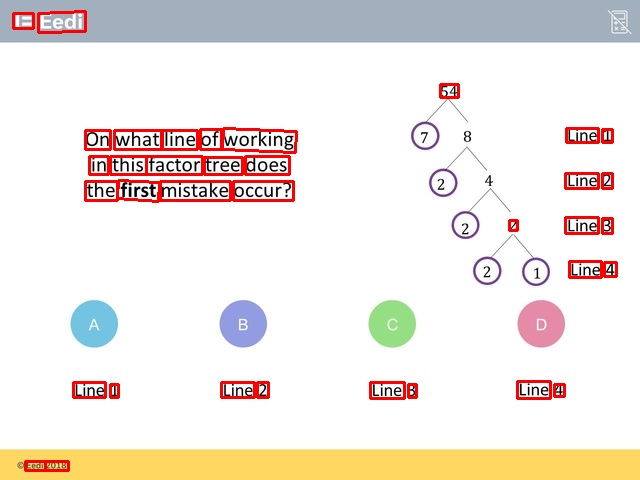 Eedi
54
On what line of working
in this factor tree does
the first mistake occur?
7 8 Line 1
2 4 Line 2
2 2 Line 3
2 1 Line 4
A B C D
Line 1 Line 2 Line 3 Line 4
© Eedi 2018